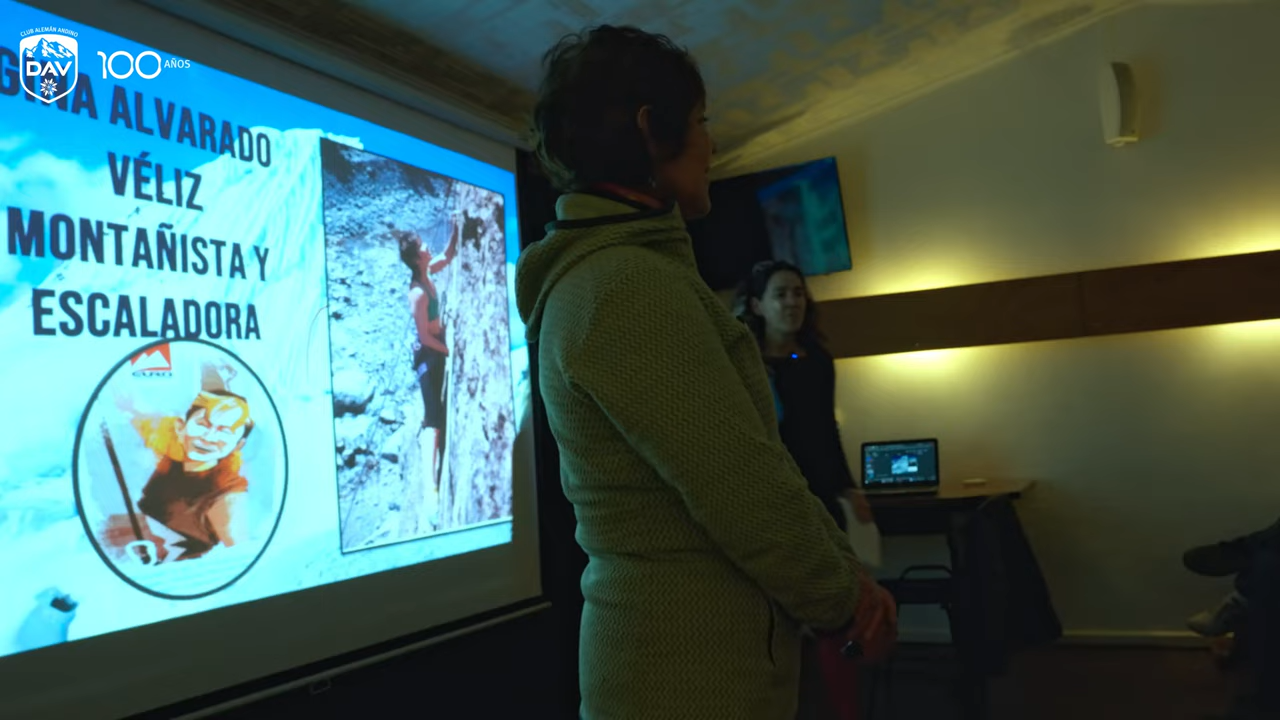 CLUB ALEMÁN ANDINO
DAV
100 AÑOS
GINA ALVARADO
VÉLIZ
MONTAÑISTA Y
ESCALADORA